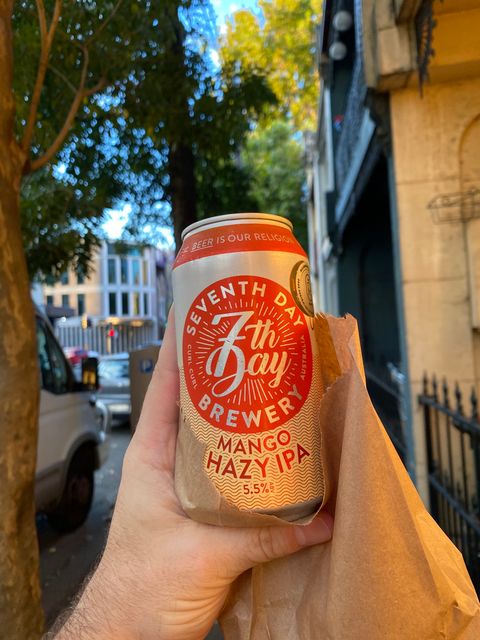 BEER IS OUR RELIGION
SEVENTH DAY
7th
Day
CURL CURL
AUSTRALIA
BREWERY
MANGO
HAZY IPA
5.5%